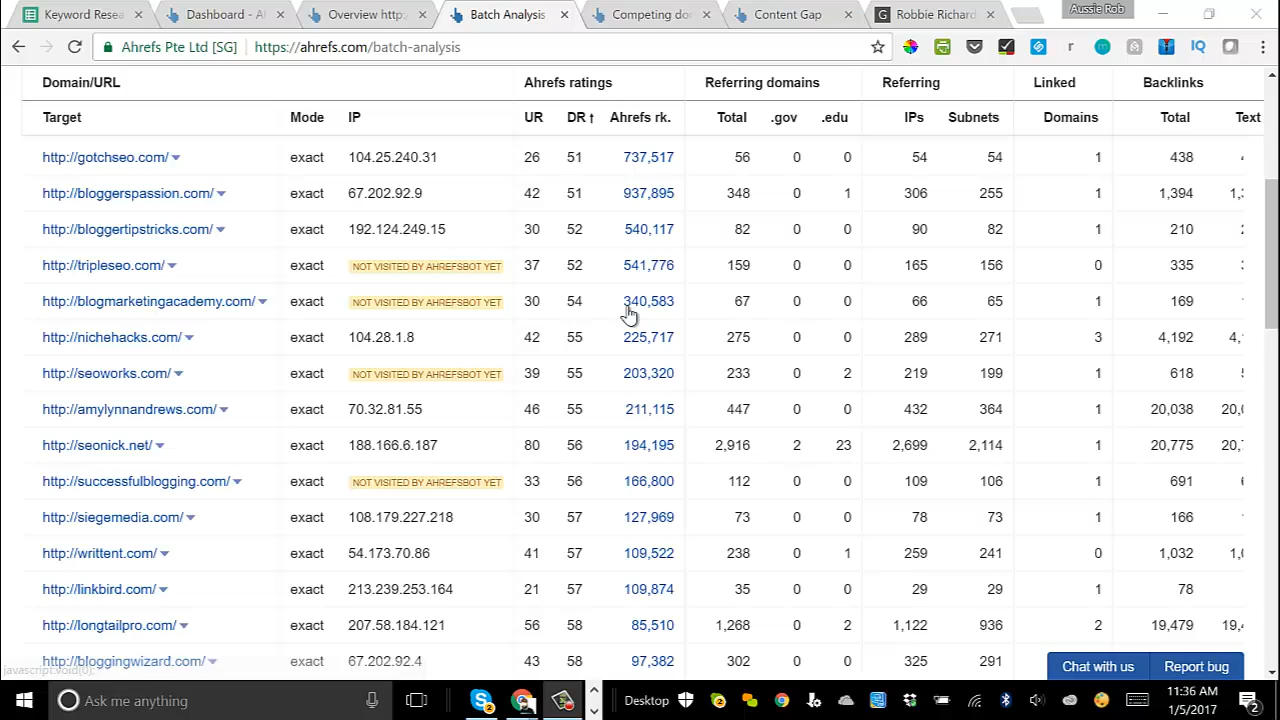 Aussie Rob
Keyword Resea
Dashboard - A
Overview http:
Batch Analysis
Competing do
Content Gap
Robbie Richard
Ahrefs Pte Ltd [SG] https://ahrefs.com/batch-analysis
Domain/URL Ahrefs ratings Referring domains Referring Linked Backlinks
Target Mode IP UR DR↑ Ahrefs rk. Total .gov .edu IPs Subnets Domains Total Text
http://gotchseo.com/ exact 104.25.240.31 26 51 737,517 56 0 0 54 54 1 438
http://bloggerspassion.com/ exact 67.202.92.9 42 51 937,895 348 0 1 306 255 1 1,394
http://bloggertipstricks.com/ exact 192.124.249.15 30 52 540,117 82 0 0 90 82 1 210
http://tripleseo.com/ exact NOT VISITED BY AHREFSBOT YET 37 52 541,776 159 0 0 165 156 0 335
http://blogmarketingacademy.com/ exact NOT VISITED BY AHREFSBOT YET 30 54 340,583 67 0 0 66 65 1 169
http://nichehacks.com/ exact 104.28.1.8 42 55 225,717 275 0 0 289 271 3 4,192
http://seoworks.com/ exact NOT VISITED BY AHREFSBOT YET 39 55 203,320 233 0 2 219 199 1 618
http://amylynnandrews.com/ exact 70.32.81.55 46 55 211,115 447 0 0 432 364 1 20,038
http://seonick.net/ exact 188.166.6.187 80 56 194,195 2,916 2 23 2,699 2,114 1 20,775
http://successfulblogging.com/ exact NOT VISITED BY AHREFSBOT YET 33 56 166,800 112 0 0 109 106 1 691
http://siegemedia.com/ exact 108.179.227.218 30 57 127,969 73 0 0 78 73 1 166
http://writtent.com/ exact 54.173.70.86 41 57 109,522 238 0 1 259 241 0 1,032
http://linkbird.com/ exact 213.239.253.164 21 57 109,874 35 0 0 29 29 1 78
http://longtailpro.com/ exact 207.58.184.121 56 58 85,510 1,268 0 2 1,122 936 2 19,479
http://bloggingwizard.com/ exact 67.202.92.4 43 58 97,382 302 0 0 325 291
javascript:void(0);
Chat with us Report bug
Ask me anything
Desktop
11:36 AM
1/5/2017